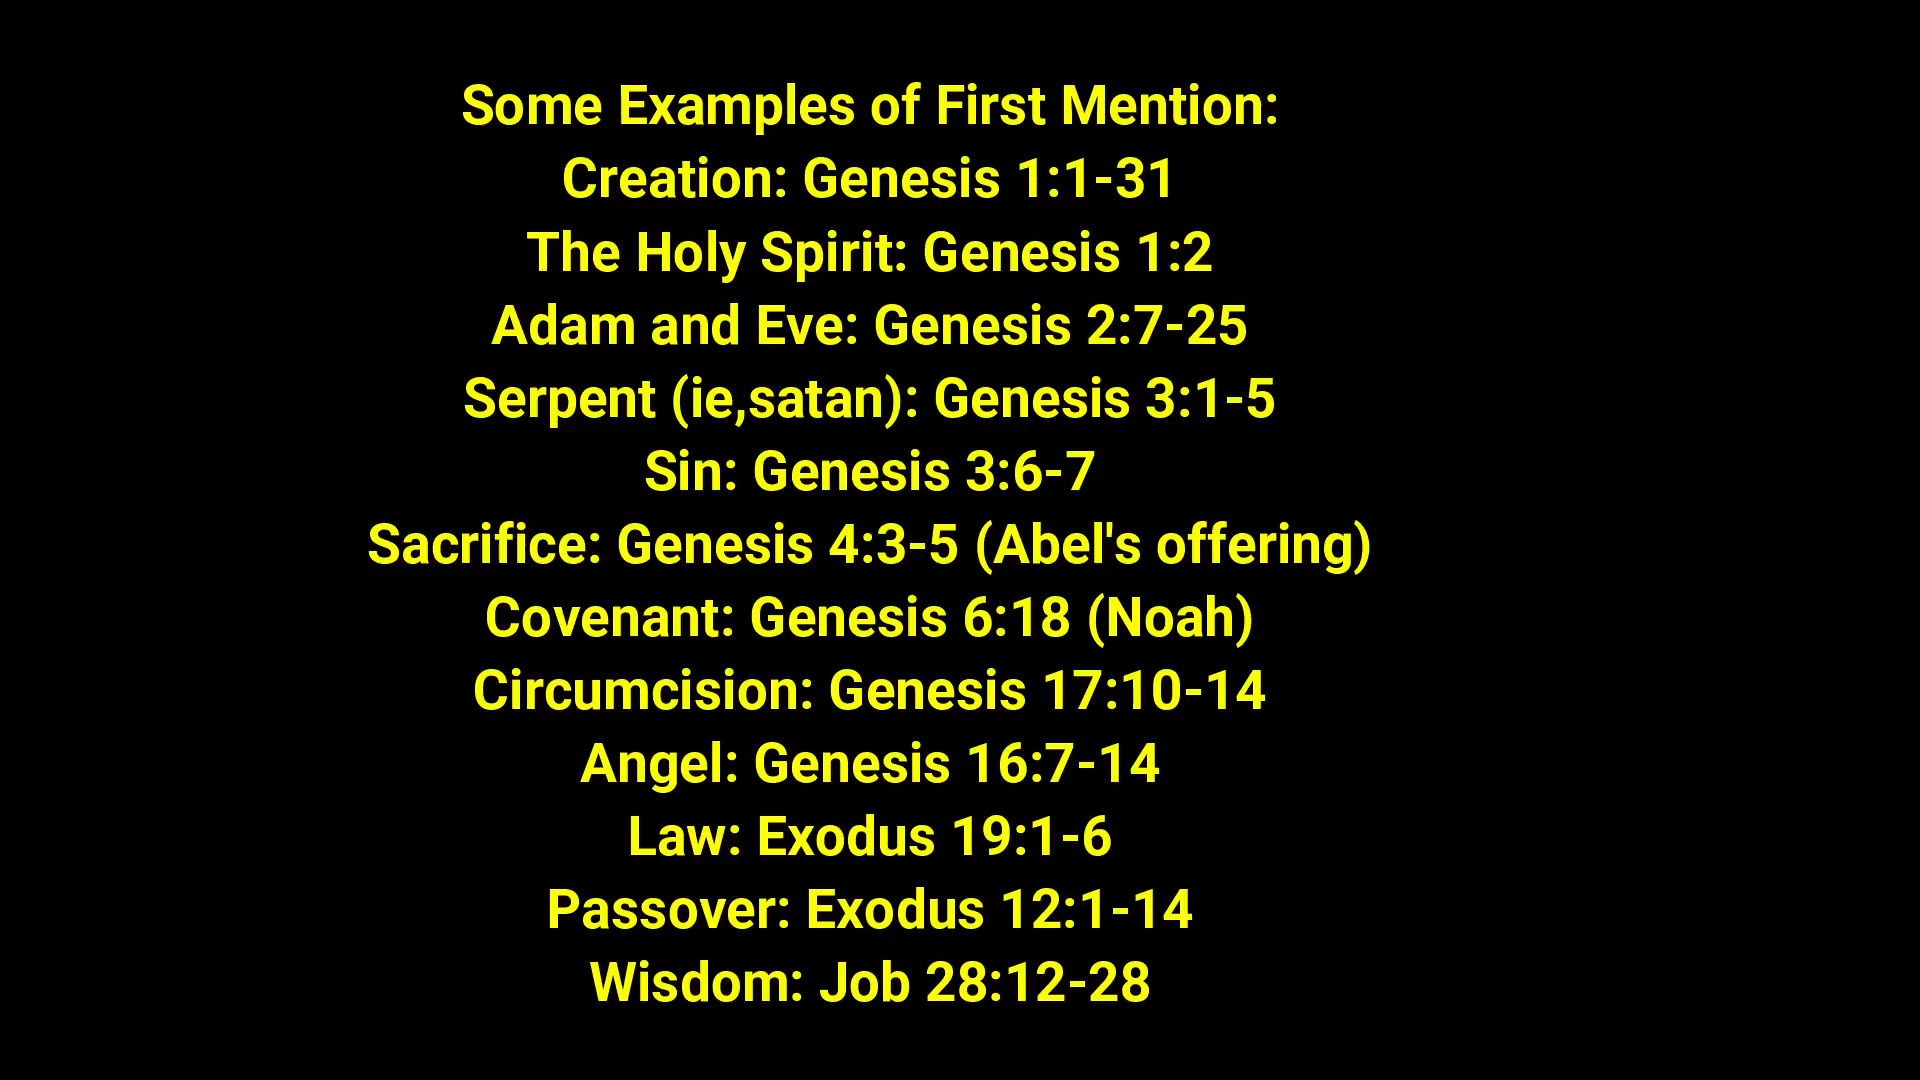 Some Examples of First Mention:
Creation: Genesis 1:1-31
The Holy Spirit: Genesis 1:2
Adam and Eve: Genesis 2:7-25
Serpent (ie,satan): Genesis 3:1-5
Sin: Genesis 3:6-7
Sacrifice: Genesis 4:3-5 (Abel's offering)
Covenant: Genesis 6:18 (Noah)
Circumcision: Genesis 17:10-14
Angel: Genesis 16:7-14
Law: Exodus 19:1-6
Passover: Exodus 12:1-14
Wisdom: Job 28:12-28